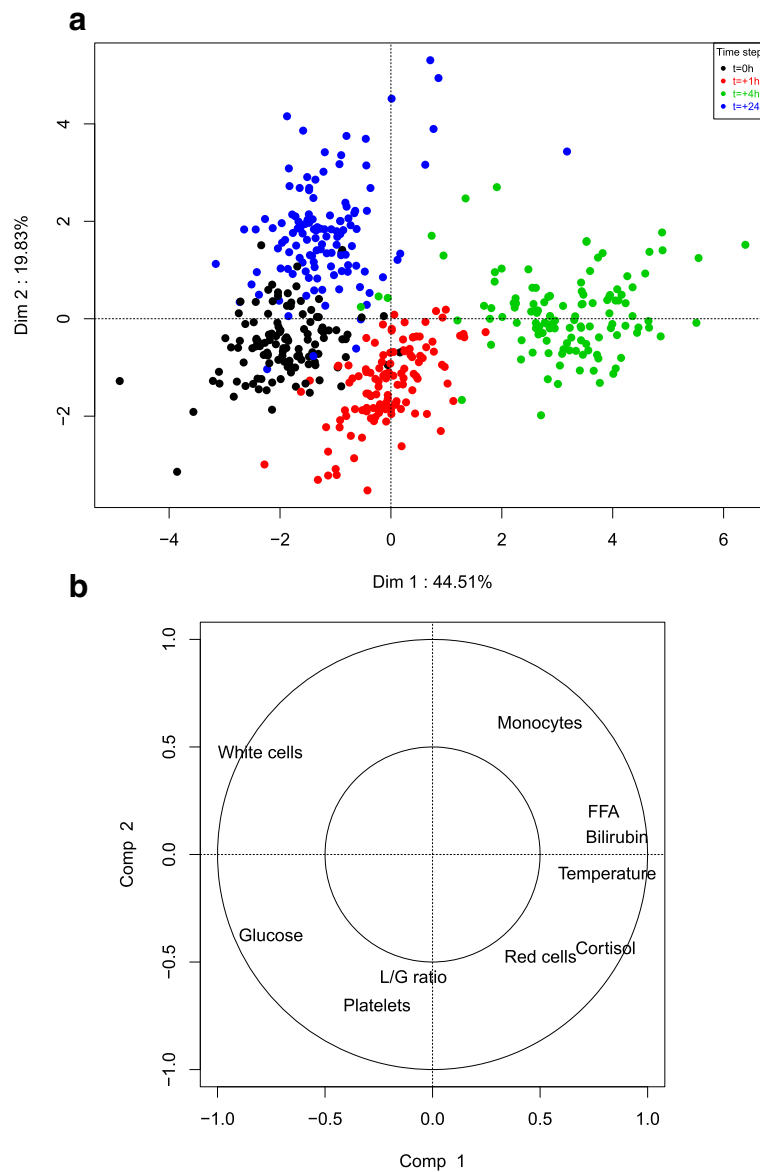 a
Time step
t=0h
t=+1h
t=+4h
t=+24
4
2
0
−2
Dim 2 : 19.83%
−4
−2
0
2
4
6
Dim 1 : 44.51%
b
1.0
0.5
0.0
−0.5
−1.0
Comp 2
Monocytes
White cells
FFA
Bilirubin
Temperature
Glucose
Cortisol
Red cells
L/G ratio
Platelets
−1.0
−0.5
0.0
0.5
1.0
Comp 1